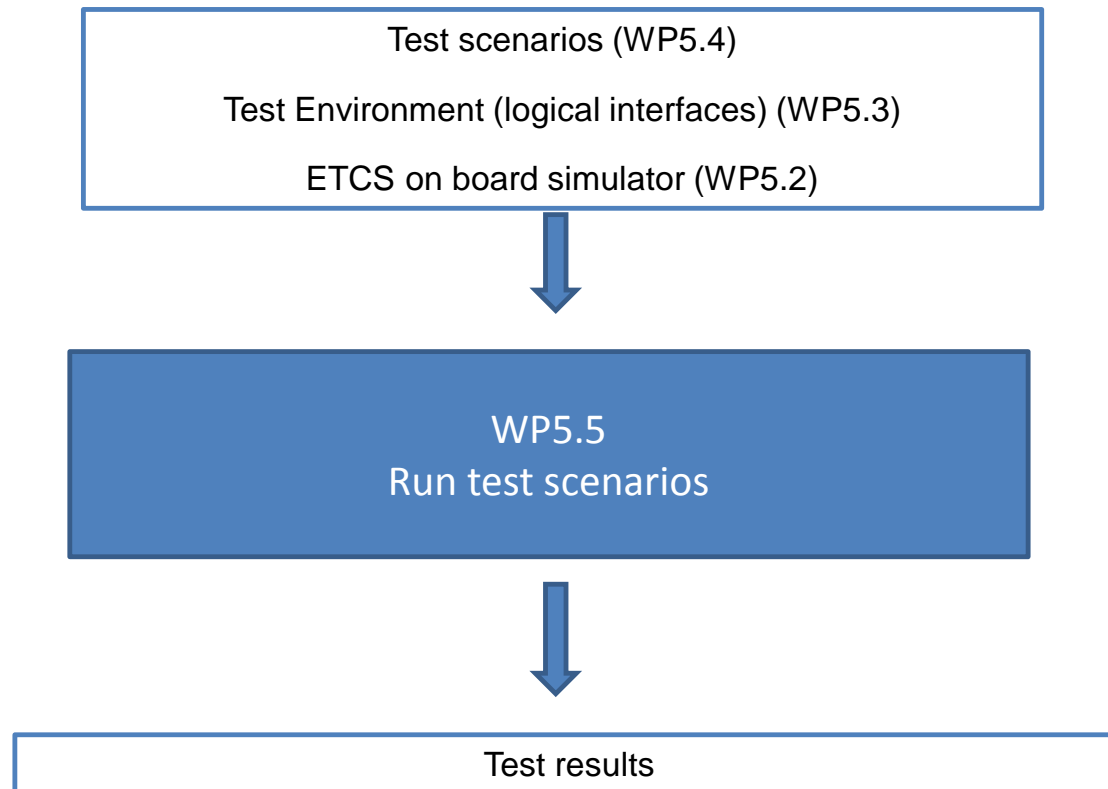 Test scenarios (WP5.4)
Test Environment (logical interfaces) (WP5.3)
ETCS on board simulator (WP5.2)
WP5.5
Run test scenarios
Test results